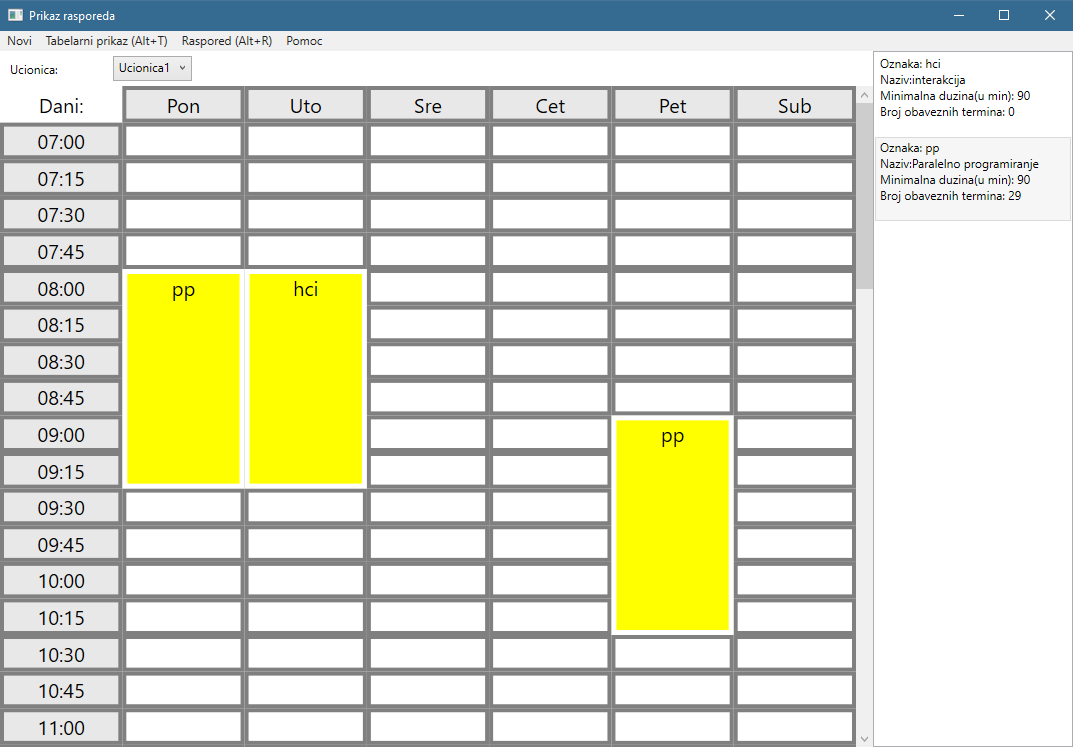 Prikaz rasporeda
Novi Tabelarni prikaz (Alt+T) Raspored (Alt+R) Pomoc
Ucionica: Ucionica1
Dani: Pon Uto Sre Cet Pet Sub
07:00
07:15
07:30
07:45
08:00 pp hci
08:15
08:30
08:45
09:00 pp
09:15
09:30
09:45
10:00
10:15
10:30
10:45
11:00
Oznaka: hci
Naziv:interakcija
Minimalna duzina(u min): 90
Broj obaveznih termina: 0
Oznaka: pp
Naziv:Paralelno programiranje
Minimalna duzina(u min): 90
Broj obaveznih termina: 29